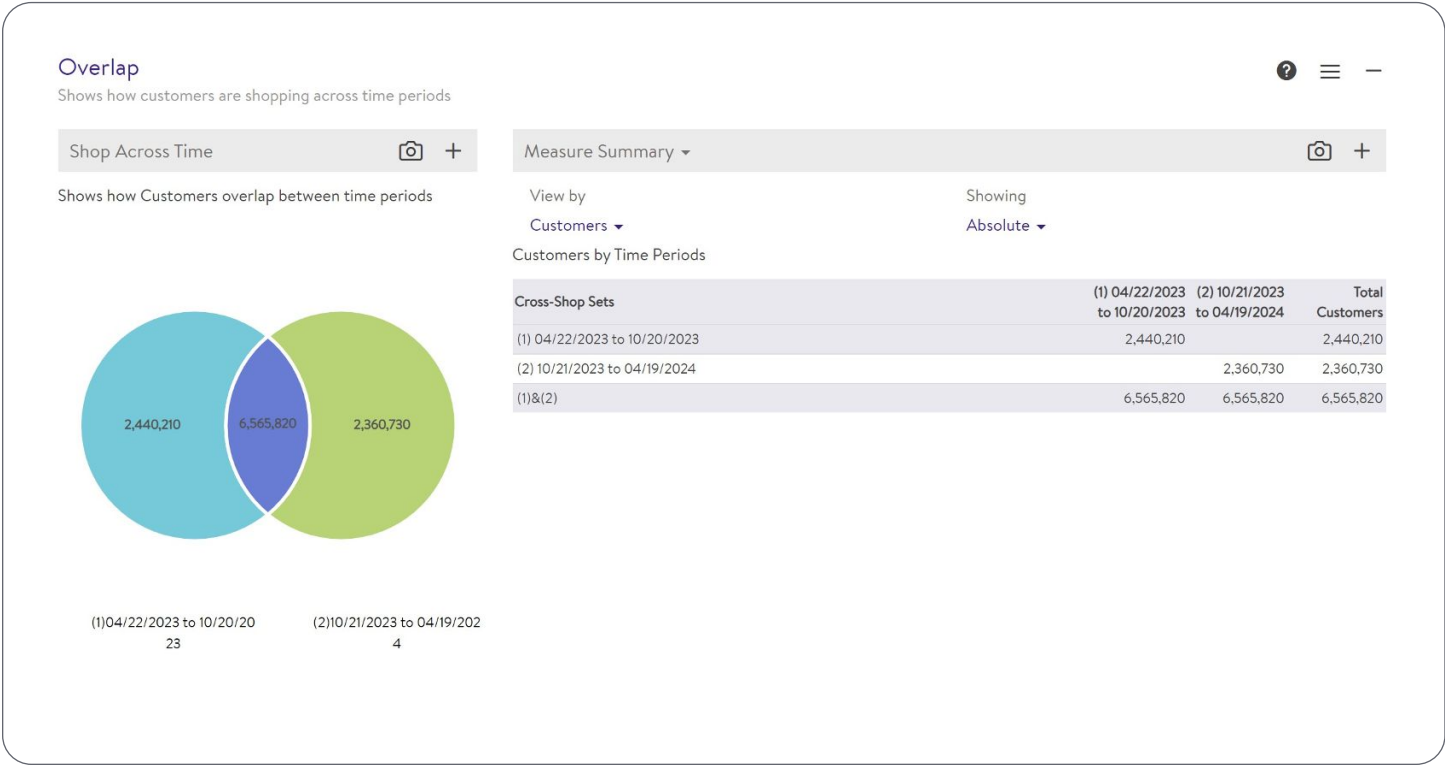 Overlap
Shows how customers are shopping across time periods
Shop Across Time
Shows how Customers overlap between time periods
2,440,210
6,565,820
2,360,730
(1)04/22/2023 to 10/20/20
23
(2)10/21/2023 to 04/19/202
4
Measure Summary
View by
Showing
Customers
Absolute
Customers by Time Periods
Cross-Shop Sets
(1) 04/22/2023
to 10/20/2023
(2) 10/21/2023
to 04/19/2024
Total
Customers
(1) 04/22/2023 to 10/20/2023 2,440,210 2,440,210
(2) 10/21/2023 to 04/19/2024 2,360,730 2,360,730
(1)&(2) 6,565,820 6,565,820 6,565,820